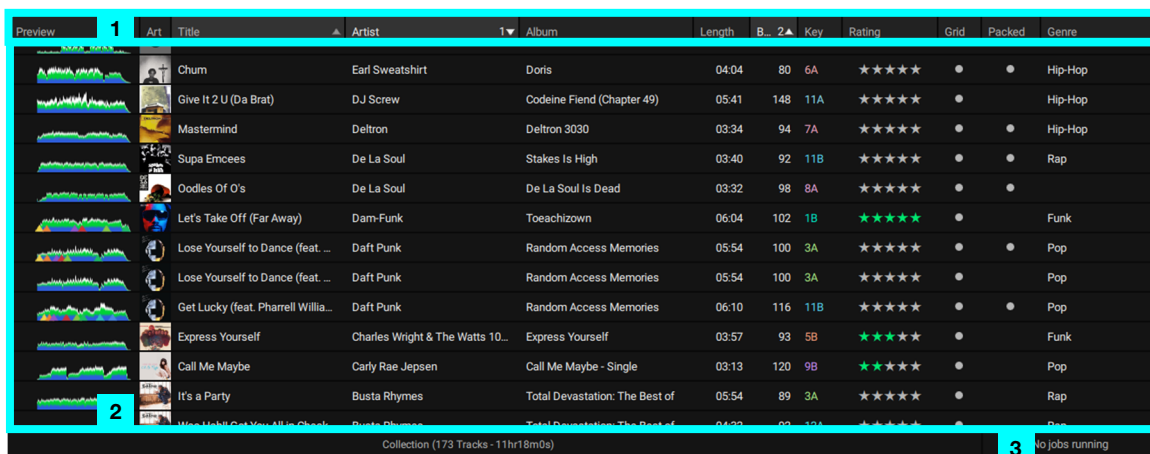 1
Preview Art Title Artist 1 Album Length B... 2 Key Rating Grid Packed Genre
Chum Earl Sweatshirt Doris 04:04 80 6A ★★★★★ Hip-Hop
Give It 2 U (Da Brat) DJ Screw Codeine Fiend (Chapter 49) 05:41 148 11A ★★★★★ Hip-Hop
Mastermind Deltron Deltron 3030 03:34 94 7A ★★★★★ Hip-Hop
Supa Emcees De La Soul Stakes Is High 03:40 92 11B ★★★★★ Rap
Oodles Of O's De La Soul De La Soul Is Dead 03:32 98 8A ★★★★★
Let's Take Off (Far Away) Dam-Funk Toeachizown 06:04 102 1B ★★★★★ Funk
Lose Yourself to Dance (feat. ... Daft Punk Random Access Memories 05:54 100 3A ★★★★★ Pop
Lose Yourself to Dance (feat. ... Daft Punk Random Access Memories 05:54 100 3A ★★★★★ Pop
Get Lucky (feat. Pharrell Willia... Daft Punk Random Access Memories 06:10 116 11B ★★★★★ Pop
Express Yourself Charles Wright & The Watts 10... Express Yourself 03:57 93 5B ★★★★★ Funk
Call Me Maybe Carly Rae Jepsen Call Me Maybe - Single 03:13 120 9B ★★★★★ Pop
It's a Party Busta Rhymes Total Devastation: The Best of 05:54 89 3A ★★★★★ Rap
2
Busta Rhymes Total Devastation: The Best of
Collection (173 Tracks - 11hr18m0s) 3 No jobs running